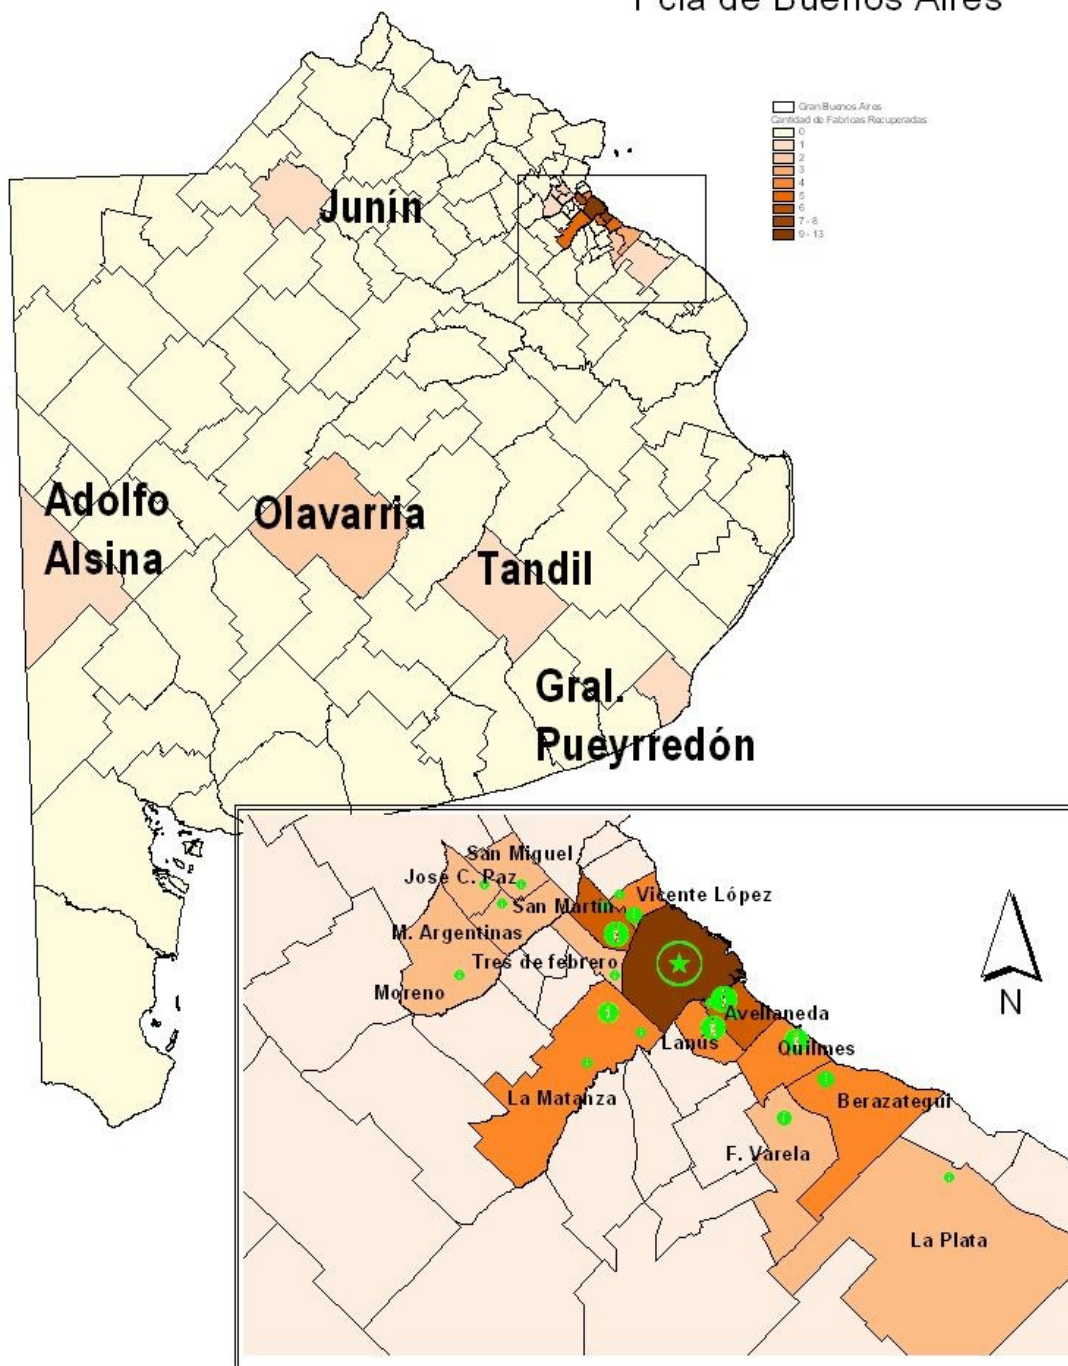 Pcia de Buenos Aires
Gran Buenos Aires
Cantidad de Fabricas Recuperadas
0
1
2
3
4
5
6
7 - 8
9 - 13
Junín
Adolfo
Alsina
Olavarria
Tandil
Gral.
Pueyrredón
San Miguel
José C. Paz
San Martín
Vicente López
M. Argentinas
Tres de febrero
Moreno
Avellaneda
Lanús
Quilmes
La Matanza
Berazategui
F. Varela
La Plata
N